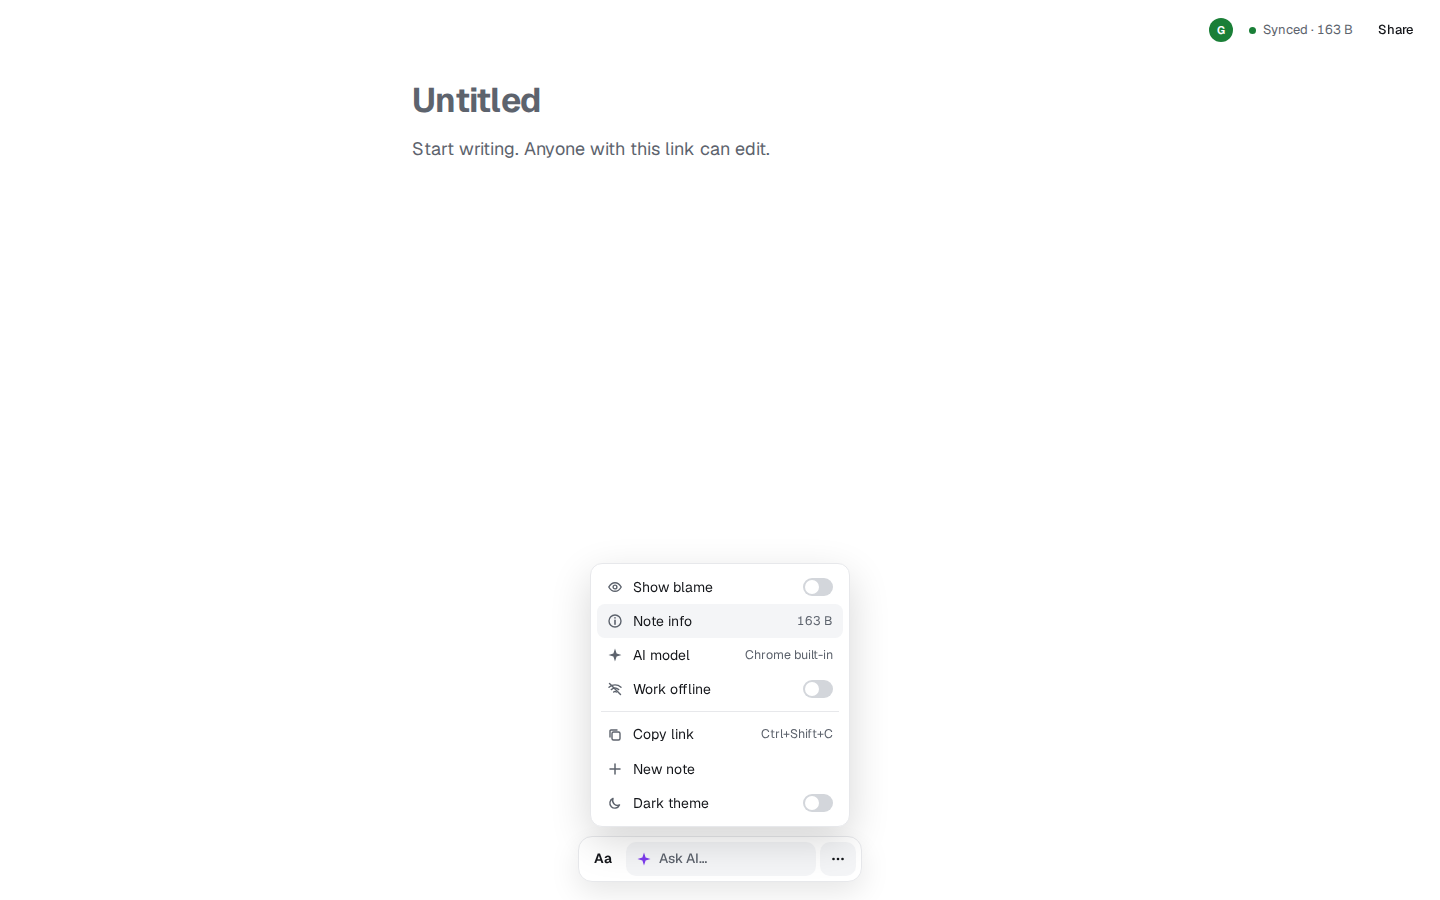 G
Synced · 163 B
Share
Untitled
Start writing. Anyone with this link can edit.
Show blame
Note info 163 B
AI model Chrome built-in
Work offline
Copy link Ctrl+Shift+C
New note
Dark theme
Aa
Ask AI...